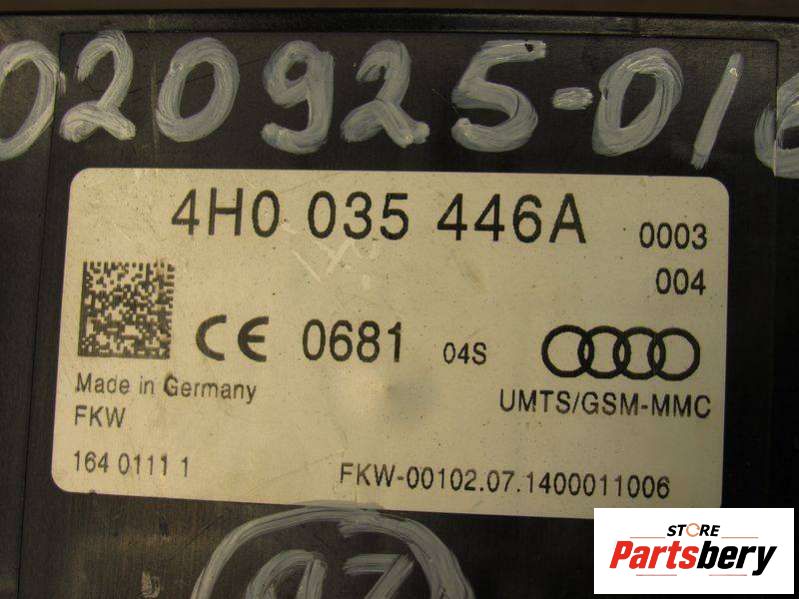 020925-01
4H0 035 446A 0003
004
CE 0681 04S
Made in Germany
UMTS/GSM-MMC
FKW
164 0111 1
FKW-00102.07.1400011006
STORE
Partsbery